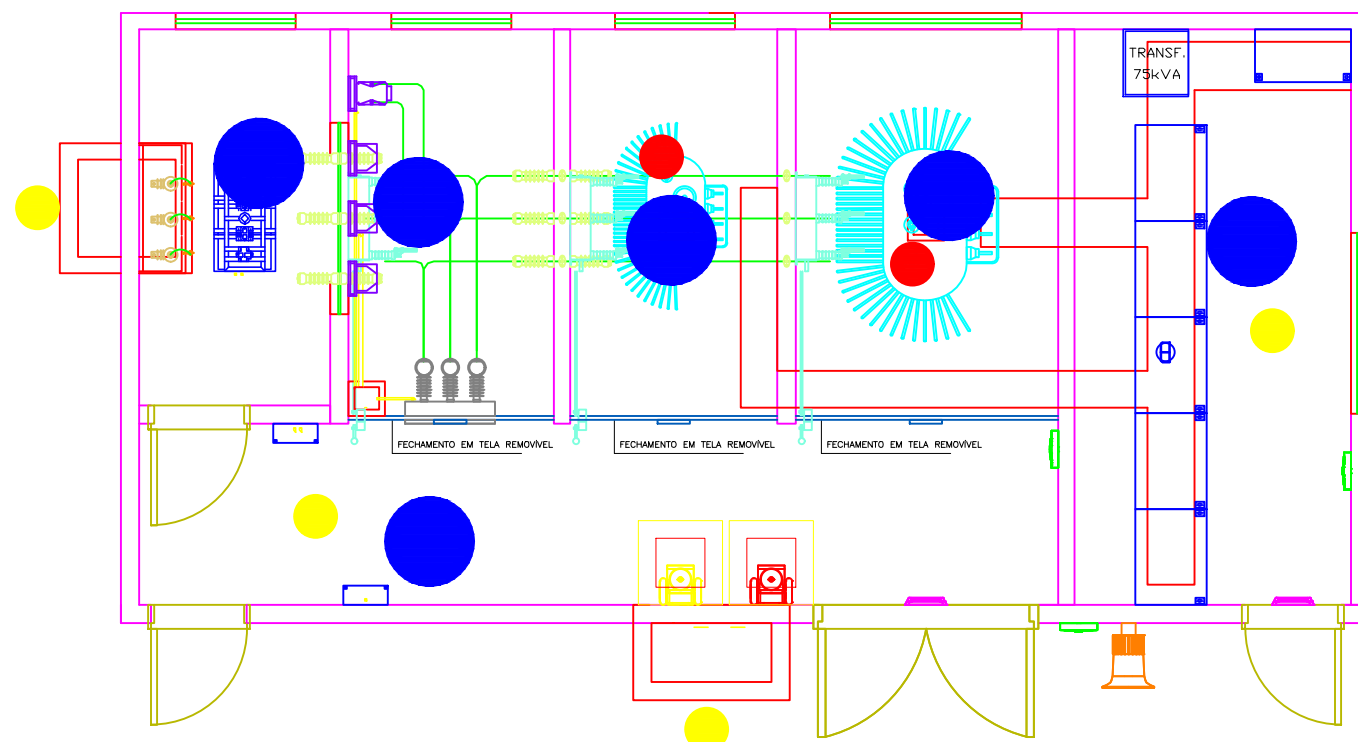 TRANSF.
75kVA
FECHAMENTO EM TELA REMOVÍVEL
FECHAMENTO EM TELA REMOVÍVEL
FECHAMENTO EM TELA REMOVÍVEL